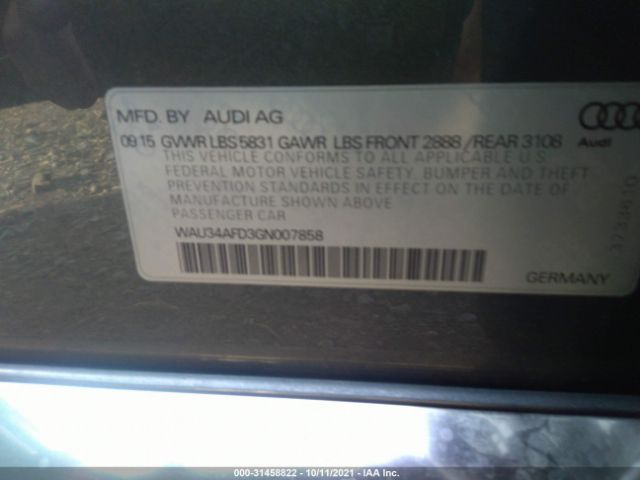 MFD. BY AUDI AG
09.15 GVWR LBS 5831 GAWR LBS FRONT 2888 / REAR 3108
Audi
THIS VEHICLE CONFORMS TO ALL APPLICABLE U.S
FEDERAL MOTOR VEHICLE SAFETY, BUMPER AND THEFT
PREVENTION STANDARDS IN EFFECT ON THE DATE OF
MANUFACTURE SHOWN ABOVE
PASSENGER CAR
WAU34AFD3GN007858
GERMANY
000-31458822 - 10/11/2021 - IAA Inc.